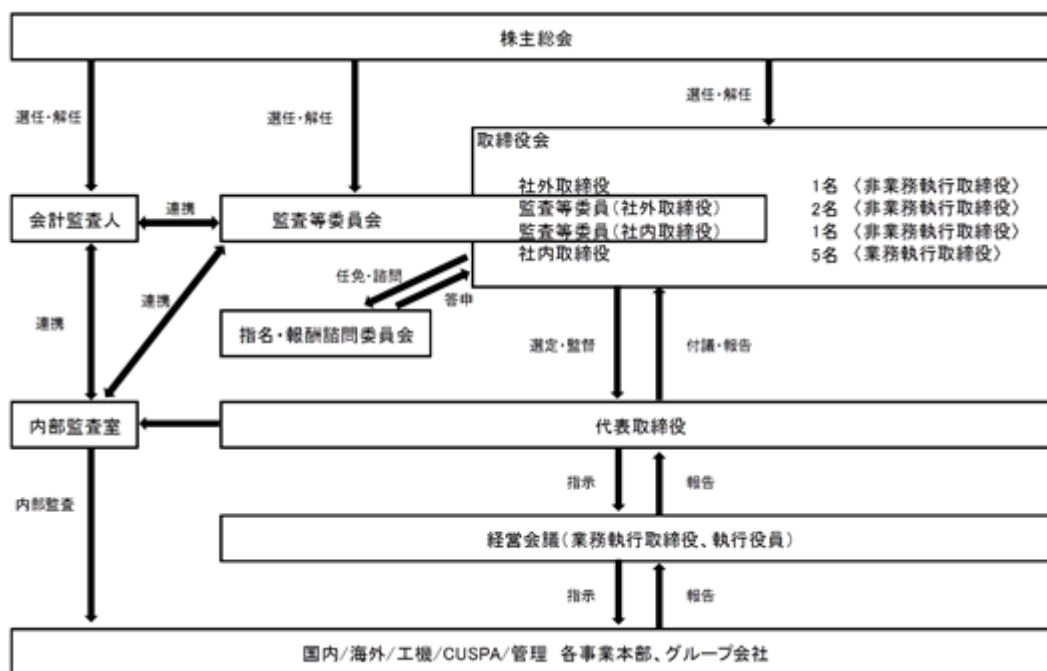 株主総会
選任・解任
選任・解任
選任・解任
取締役会
社外取締役 1名 〈非業務執行取締役〉
監査等委員(社外取締役) 2名 〈非業務執行取締役〉
監査等委員(社内取締役) 1名 〈非業務執行取締役〉
社内取締役 5名 〈業務執行取締役〉
会計監査人
連携
監査等委員会
任免・諮問
答申
連携
連携
指名・報酬諮問委員会
選定・監督
付議・報告
内部監査室
代表取締役
内部監査
指示
報告
経営会議(業務執行取締役、執行役員)
指示
報告
国内/海外/工機/CUSPA/管理 各事業本部、グループ会社